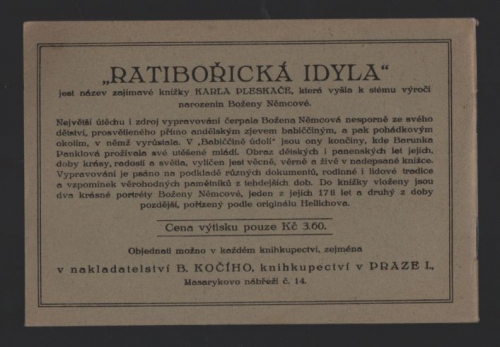 „RATIBOŘICKÁ IDYLA“
jest název zajímavé knížky KARLA PLESKAČE, která vyšla k stému výročí
narozenin Boženy Němcové.
Největší útěchu i zdroj vypravování čerpala Božena Němcová nesporně ze svého
dětství, prosvětleného přímo andělským zjevem babiččiným, a pak pohádkovým
okolím, v němž vyrůstala. V „Babiččině údolí“ jsou ony končiny, kde Barunka
Panklová prožívala své utěšené mládí. Obraz dětských i panenských let jejich,
doby krásy, radosti a světla, vylíčen jest věcně, věrně a živě v nadepsané knížce.
Vypravování je psáno na podkladě různých dokumentů, rodinné i lidové tradice
a vzpomínek věrohodných pamětníků z tehdejších dob. Do knížky vloženy jsou
dva krásné portréty Boženy Němcové, jeden z jejich 17ti let a druhý z doby
pozdější, pořízený podle originálu Hellichova.
Cena výtisku pouze Kč 3.60.
Objednati možno v každém knihkupectví, zejména
v nakladatelství B. KOČÍHO, knihkupectví v PRAZE I.,
Masarykovo nábřeží č. 14.